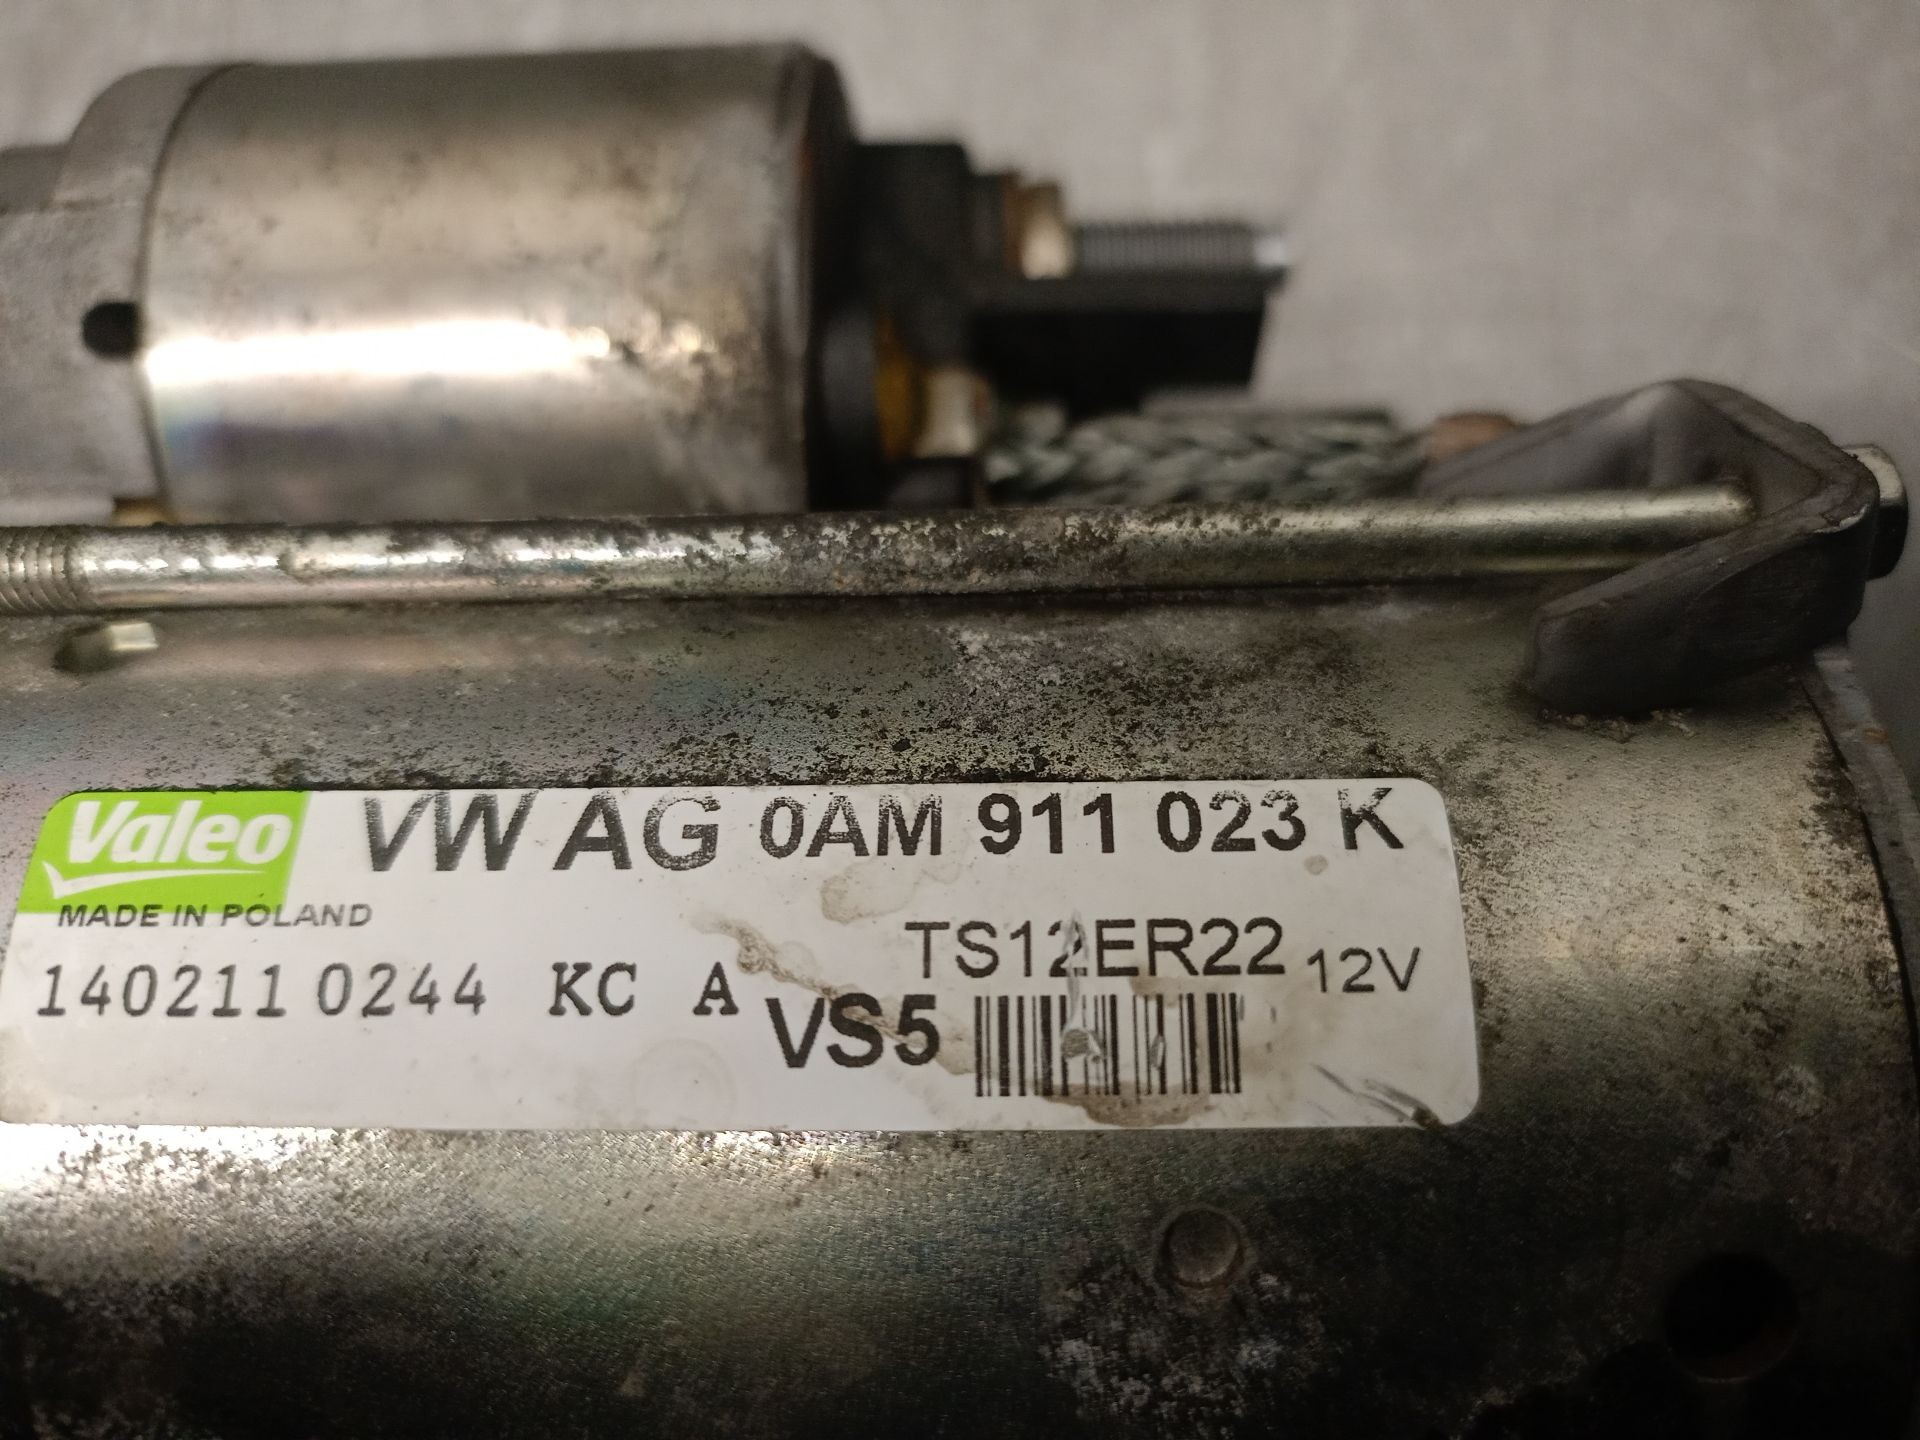 Valeo VW AG 0AM 911 023 K
MADE IN POLAND
TS12ER22 12V
140211 0244 KC A
VS5